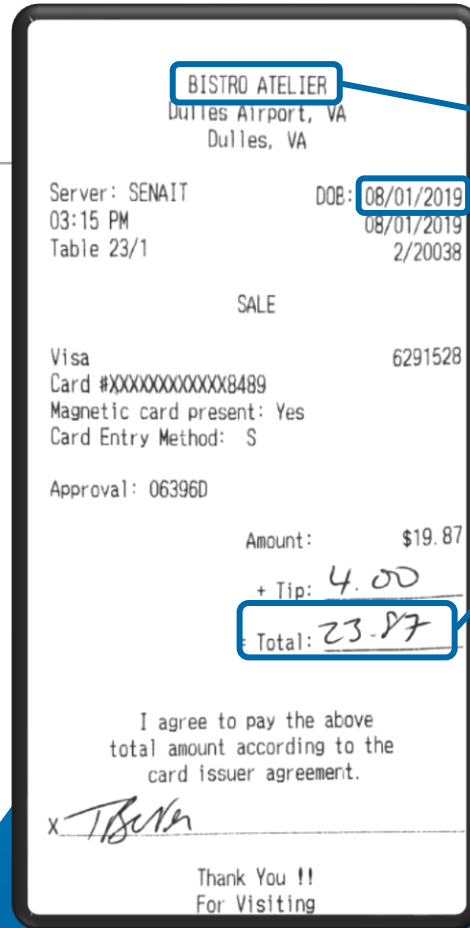 BISTRO ATELIER
Dulles Airport, VA
Dulles, VA
Server: SENAIT DOB: 08/01/2019
03:15 PM 08/01/2019
Table 23/1 2/20038
SALE
Visa 6291528
Card #XXXXXXXXXXXX8489
Magnetic card present: Yes
Card Entry Method: S
Approval: 06396D
Amount: $19.87
+ Tip: 4.00
= Total: 23.87
I agree to pay the above
total amount according to the
card issuer agreement.
X
Thank You !!
For Visiting